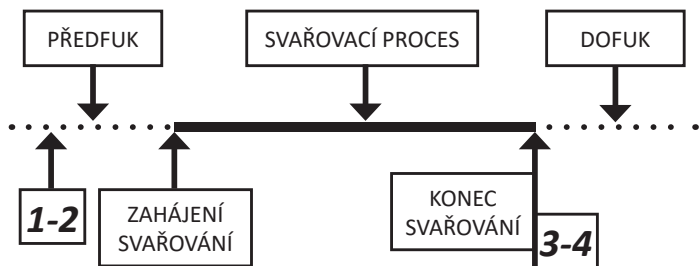 PŘEDFUK
SVAŘOVACÍ PROCES
DOFUK
1-2
ZAHÁJENÍ
SVAŘOVÁNÍ
KONEC
SVAŘOVÁNÍ
3-4